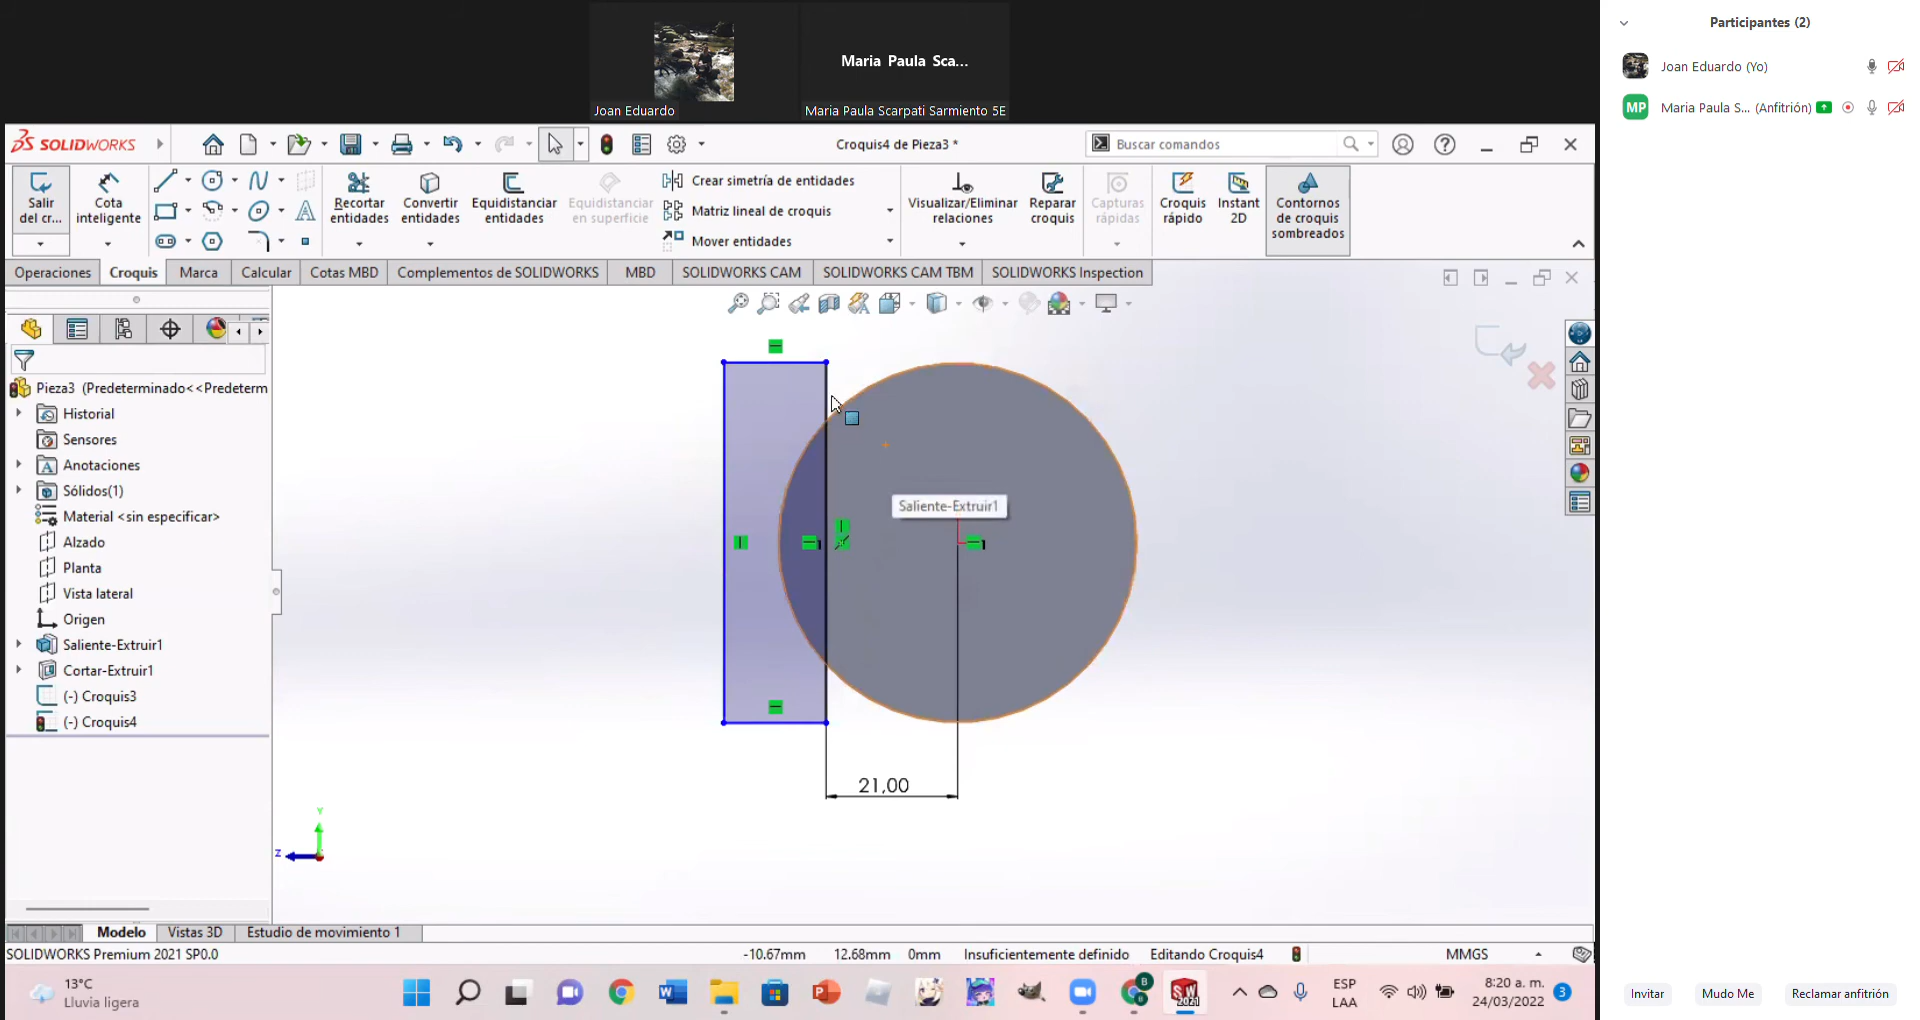 Participantes (2)
Maria Paula Sca...
Joan Eduardo
Maria Paula Scarpati Sarmiento 5E
Joan Eduardo (Yo)
MP Maria Paula S... (Anfitrión)
SOLIDWORKS
Croquis4 de Pieza3 *
Buscar comandos
Salir del cr...
Cota inteligente
Recortar entidades
Convertir entidades
Equidistanciar entidades
Equidistanciar en superficie
Crear simetría de entidades
Matriz lineal de croquis
Mover entidades
Visualizar/Eliminar relaciones
Reparar croquis
Capturas rápidas
Croquis rápido
Instant 2D
Contornos de croquis sombreados
Operaciones Croquis Marca Calcular Cotas MBD Complementos de SOLIDWORKS MBD SOLIDWORKS CAM SOLIDWORKS CAM TBM SOLIDWORKS Inspection
Pieza3 (Predeterminado<<Predeterm
Historial
Sensores
Anotaciones
Sólidos(1)
Material <sin especificar>
Alzado
Planta
Vista lateral
Origen
Saliente-Extruir1
Cortar-Extruir1
(-) Croquis3
(-) Croquis4
Saliente-Extruir1
21,00
Y
Z
Modelo Vistas 3D Estudio de movimiento 1
SOLIDWORKS Premium 2021 SP0.0
-10.67mm 12.68mm 0mm Insuficientemente definido Editando Croquis4 MMGS
13°C
Lluvia ligera
ESP
LAA
8:20 a. m.
24/03/2022
3
Invitar Mudo Me Reclamar anfitrión